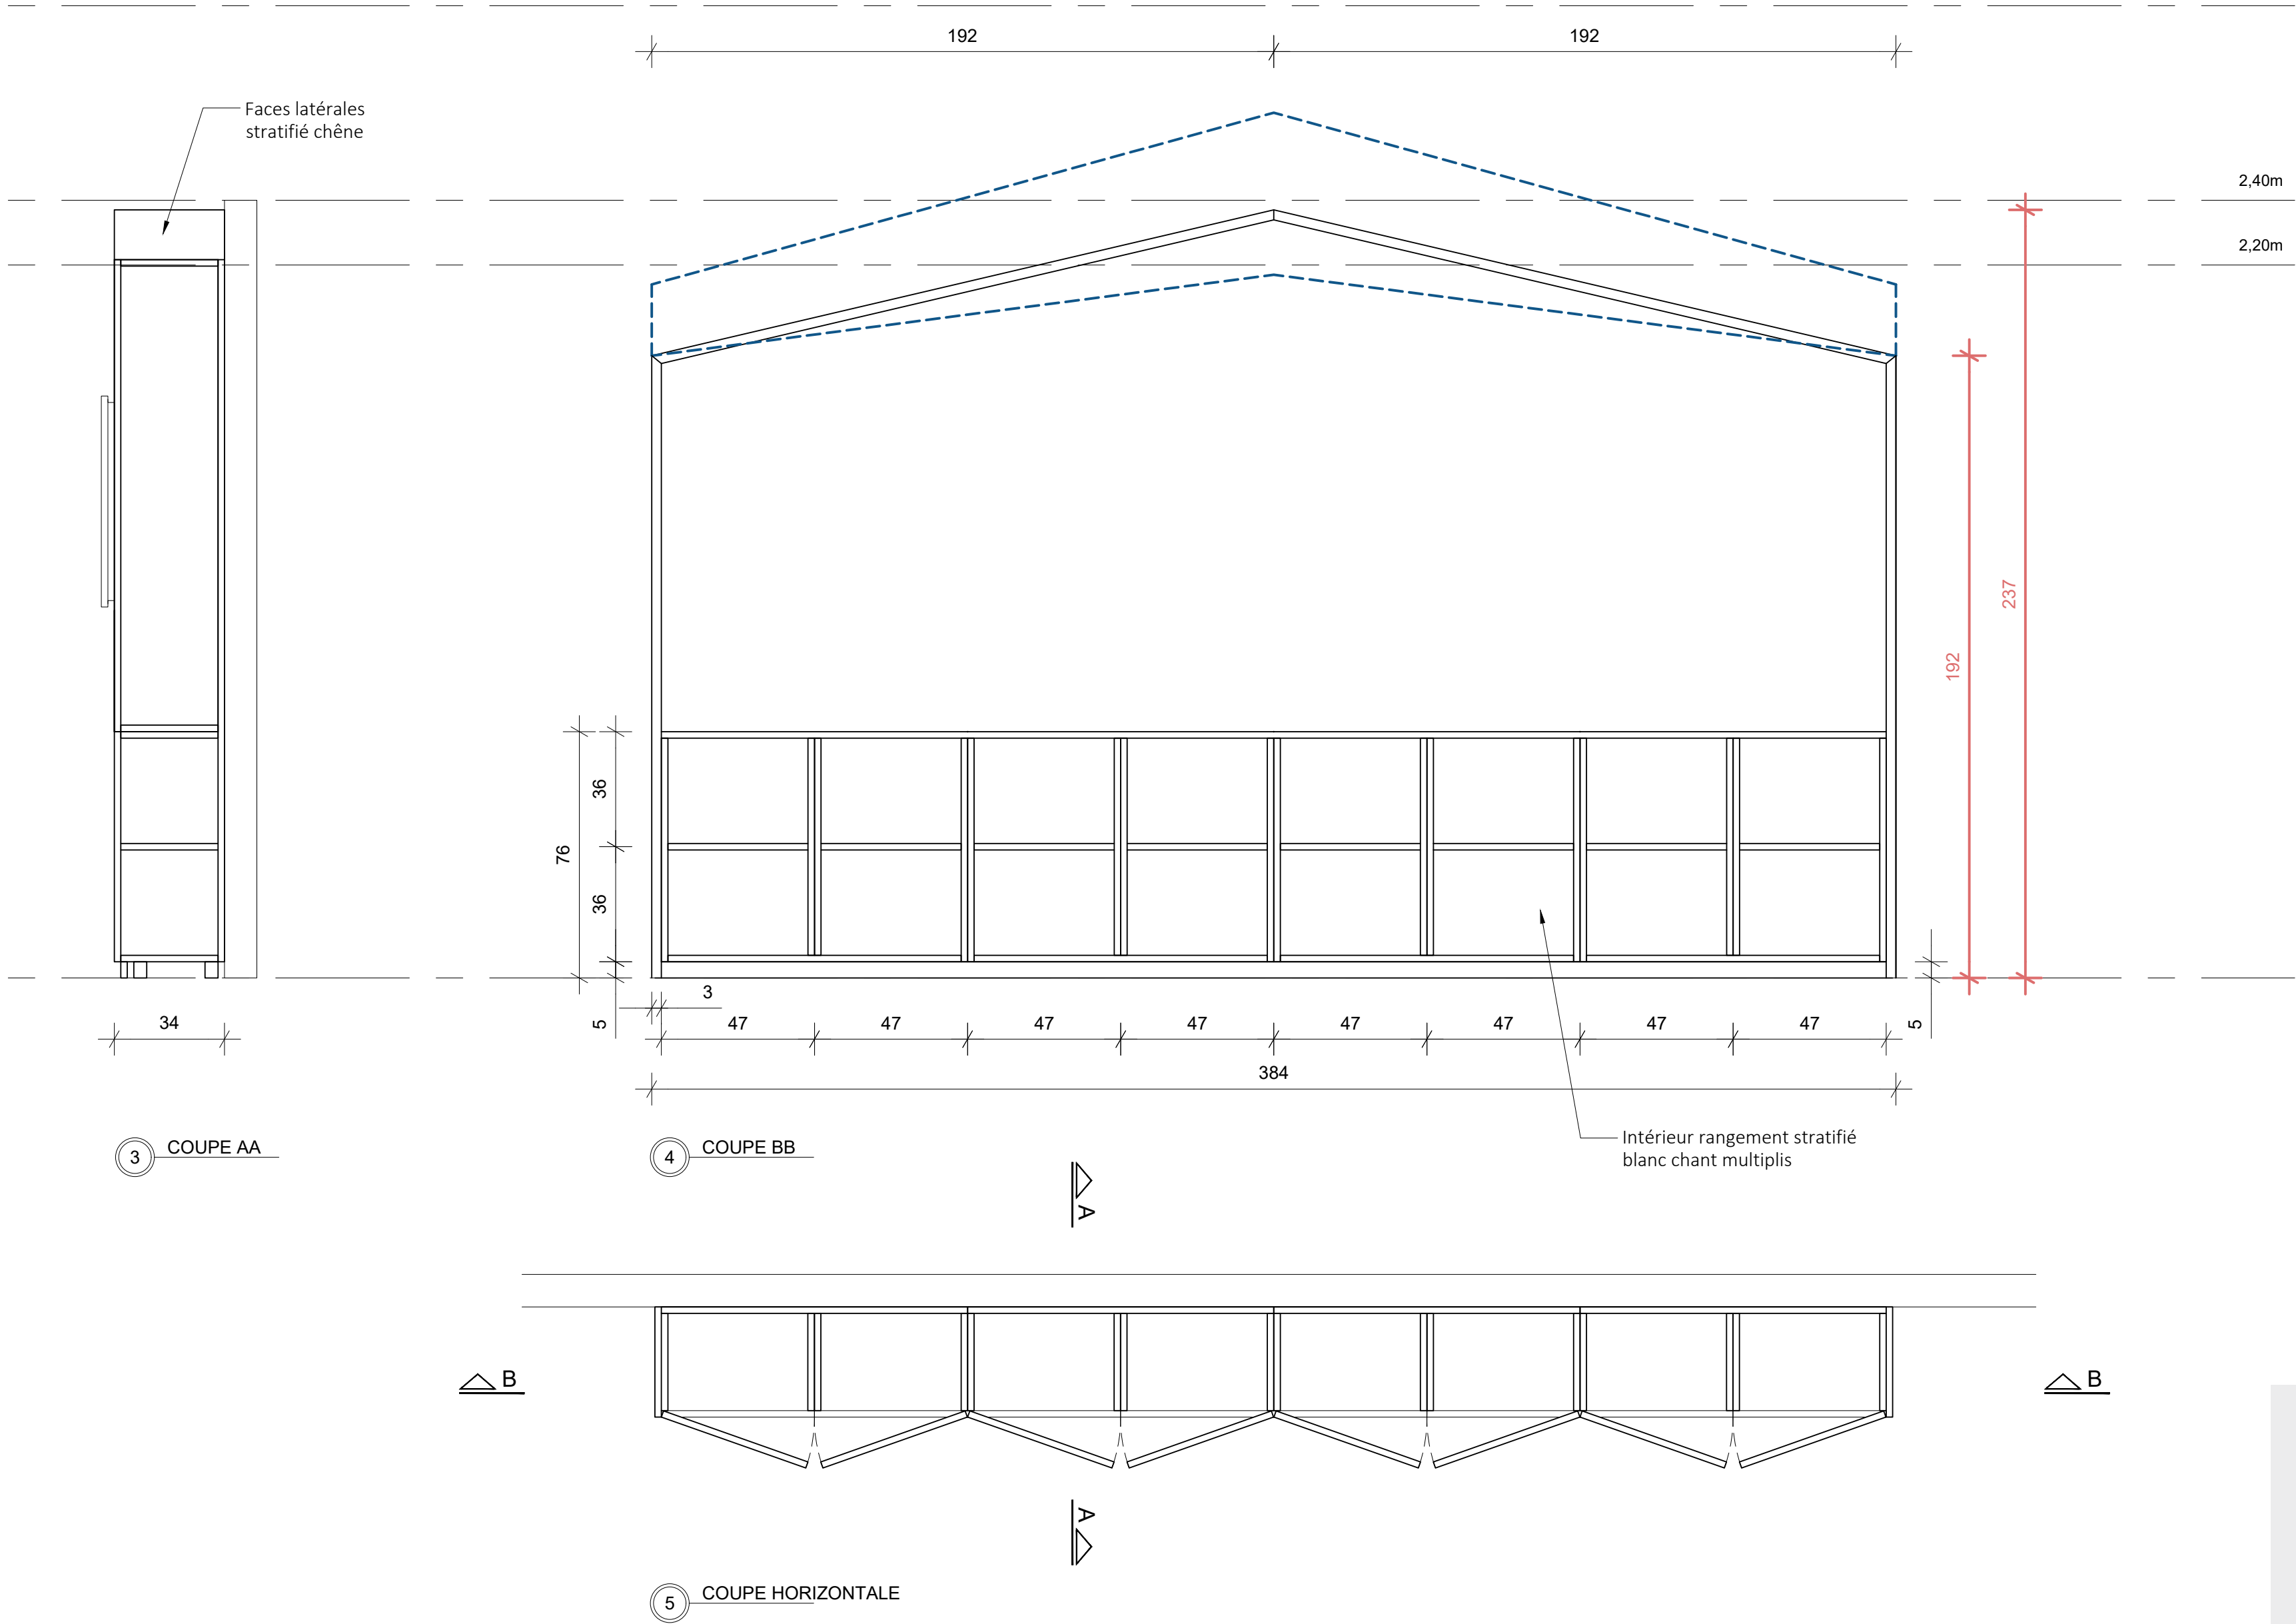 192
192
Faces latérales
stratifié chêne
2,40m
2,20m
237
192
36
76
36
3
5
34
47
47
47
47
47
47
47
47
5
384
3 COUPE AA
4 COUPE BB
Intérieur rangement stratifié
blanc chant multiplis
A
B
B
A
5 COUPE HORIZONTALE